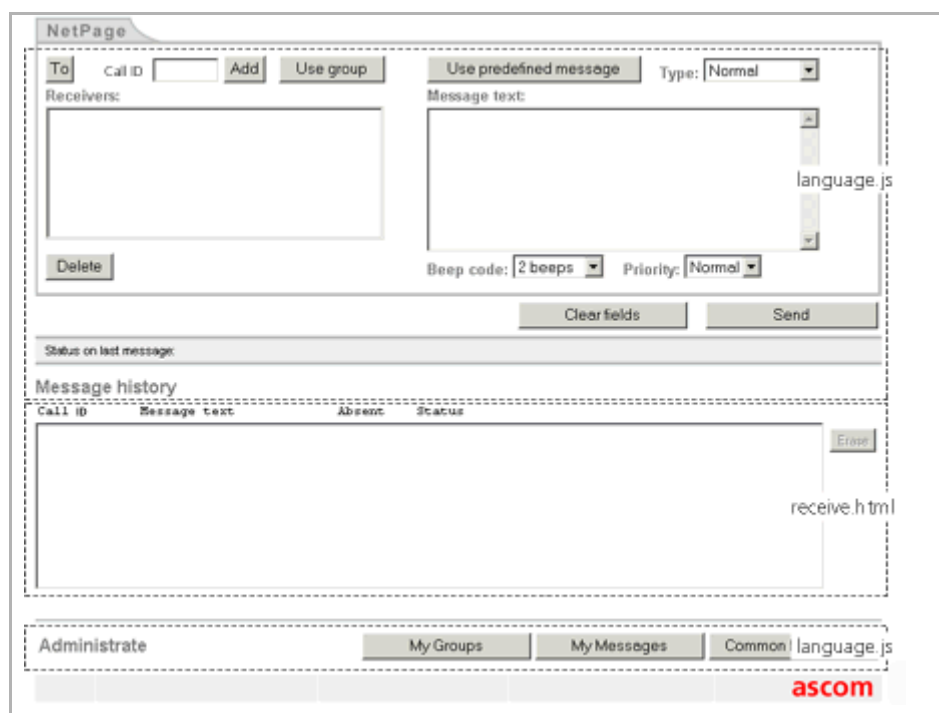 NetPage
To Call ID Add Use group Use predefined message Type: Normal
Receivers: Message text:
language.js
Delete
Beep code: 2 beeps Priority: Normal
Clear fields Send
Status on last message:
Message history
Call ID Message text Absent Status
Erase
receive.html
Administrate My Groups My Messages Common language.js
ascom